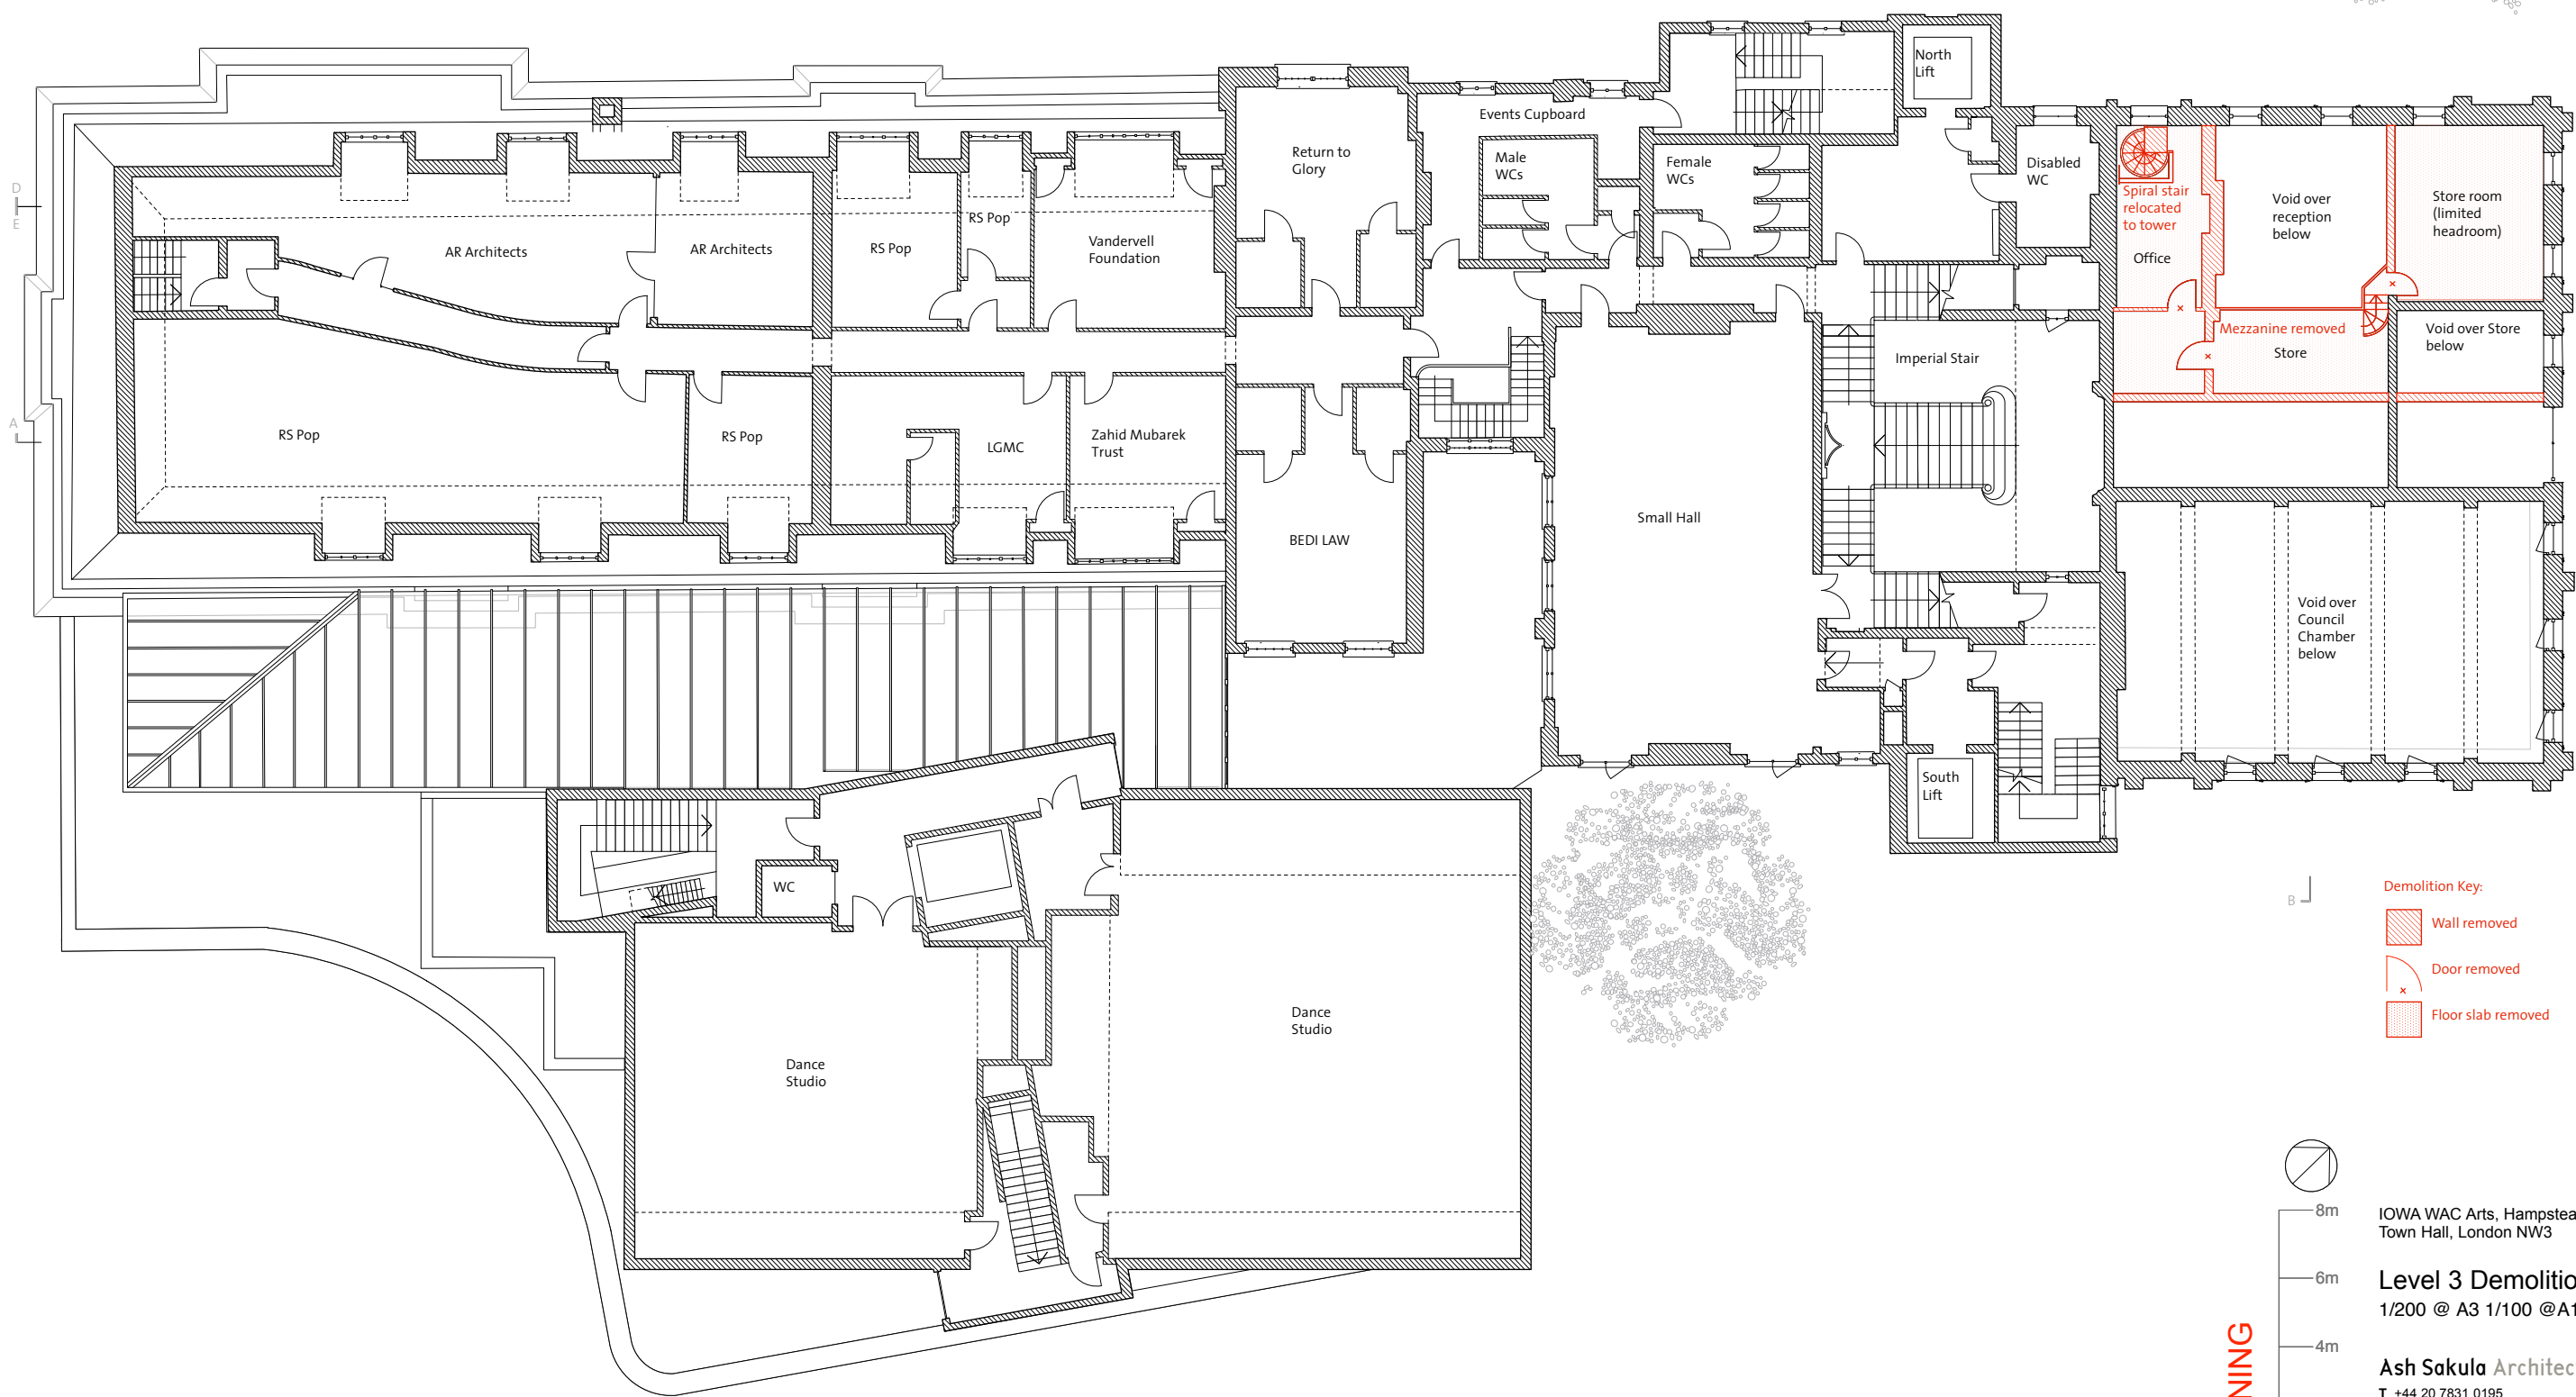 North
Lift
Events Cupboard
Return to
Glory
Male
WCs
Female
WCs
Disabled
WC
D
E
Spiral stair
relocated
to tower
Void over
reception
below
Store room
(limited
headroom)
RS Pop
AR Architects
AR Architects
RS Pop
Vandervell
Foundation
Office
Mezzanine removed
Store
Void over Store
below
Imperial Stair
A
RS Pop
RS Pop
LGMC
Zahid Mubarek
Trust
BEDI LAW
Small Hall
Void over
Council
Chamber
below
South
Lift
WC
B
Demolition Key:
Wall removed
Door removed
Floor slab removed
Dance
Studio
Dance
Studio
8m
6m
4m
IOWA WAC Arts, Hampstea
Town Hall, London NW3
Level 3 Demolitio
1/200 @ A3 1/100 @A1
NING
Ash Sakula Architec
T +44 20 7831 0195